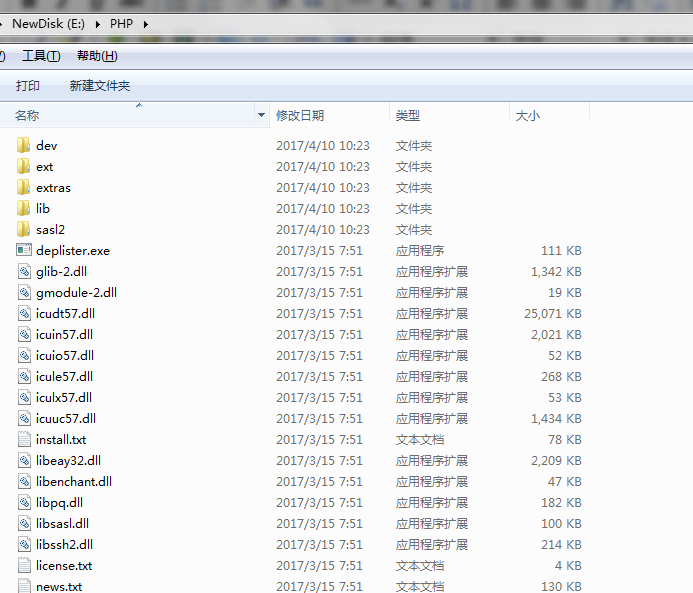 NewDisk (E:) PHP
) 工具(T) 帮助(H)
打印 新建文件夹
名称 修改日期 类型 大小
dev 2017/4/10 10:23 文件夹
ext 2017/4/10 10:23 文件夹
extras 2017/4/10 10:23 文件夹
lib 2017/4/10 10:23 文件夹
sasl2 2017/4/10 10:23 文件夹
deplister.exe 2017/3/15 7:51 应用程序 111 KB
glib-2.dll 2017/3/15 7:51 应用程序扩展 1,342 KB
gmodule-2.dll 2017/3/15 7:51 应用程序扩展 19 KB
icudt57.dll 2017/3/15 7:51 应用程序扩展 25,071 KB
icuin57.dll 2017/3/15 7:51 应用程序扩展 2,021 KB
icuio57.dll 2017/3/15 7:51 应用程序扩展 52 KB
icule57.dll 2017/3/15 7:51 应用程序扩展 268 KB
iculx57.dll 2017/3/15 7:51 应用程序扩展 53 KB
icuuc57.dll 2017/3/15 7:51 应用程序扩展 1,434 KB
install.txt 2017/3/15 7:51 文本文档 78 KB
libeay32.dll 2017/3/15 7:51 应用程序扩展 2,209 KB
libenchant.dll 2017/3/15 7:51 应用程序扩展 47 KB
libpq.dll 2017/3/15 7:51 应用程序扩展 182 KB
libsasl.dll 2017/3/15 7:51 应用程序扩展 100 KB
libssh2.dll 2017/3/15 7:51 应用程序扩展 214 KB
license.txt 2017/3/15 7:51 文本文档 4 KB
news.txt 2017/3/15 7:51 文本文档 130 KB